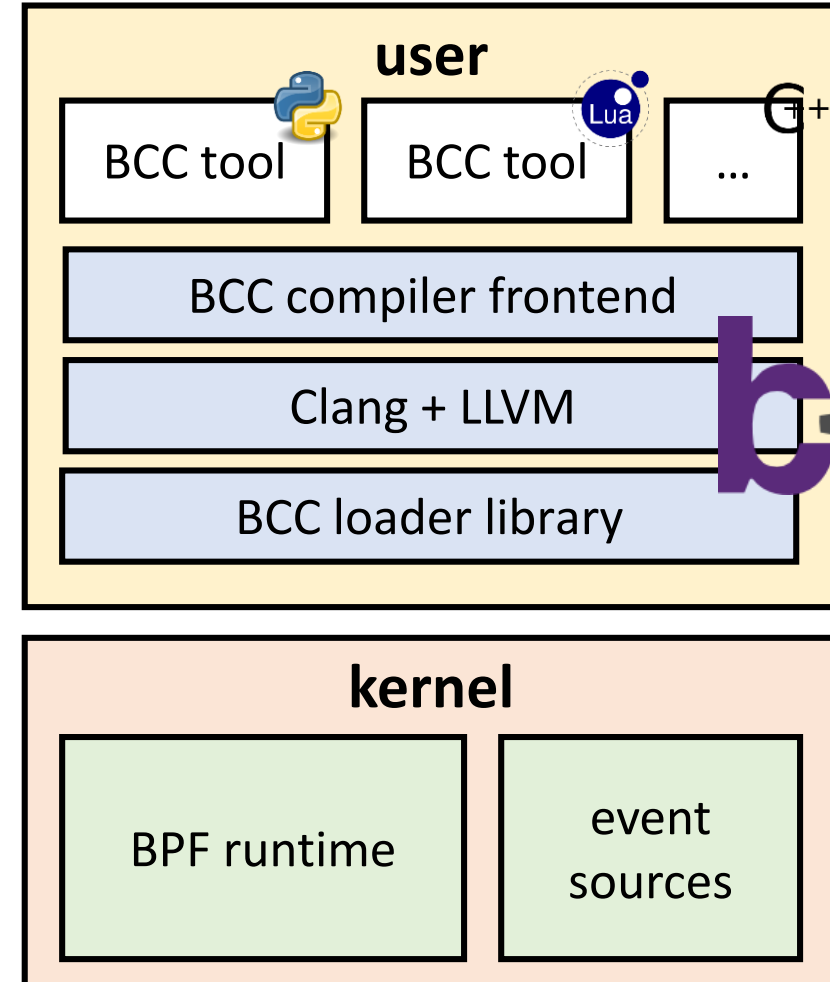 user
BCC tool
Lua
BCC tool
C++
...
BCC compiler frontend
Clang + LLVM
b
BCC loader library
kernel
BPF runtime
event
sources